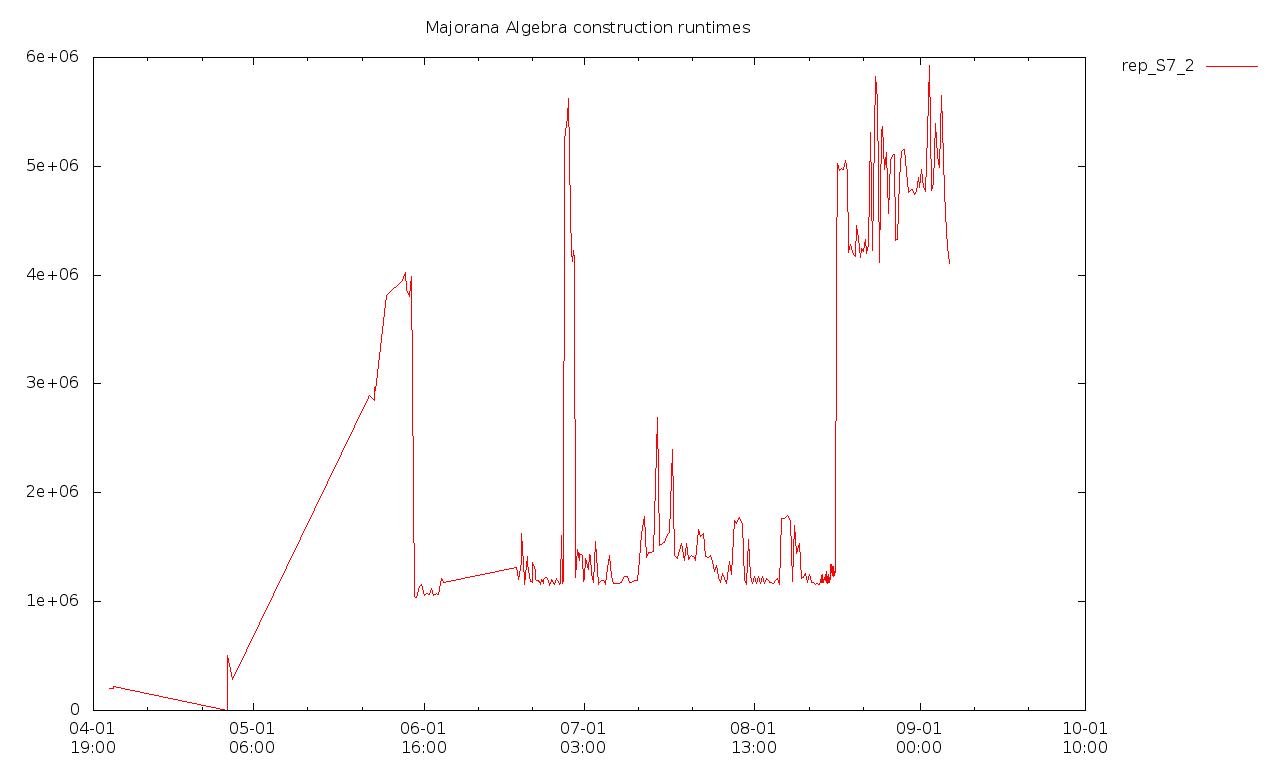 Majorana Algebra construction runtimes
rep_S7_2
6e+06
5e+06
4e+06
3e+06
2e+06
1e+06
0
04-01 05-01 06-01 07-01 08-01 09-01 10-01
19:00 06:00 16:00 03:00 13:00 00:00 10:00